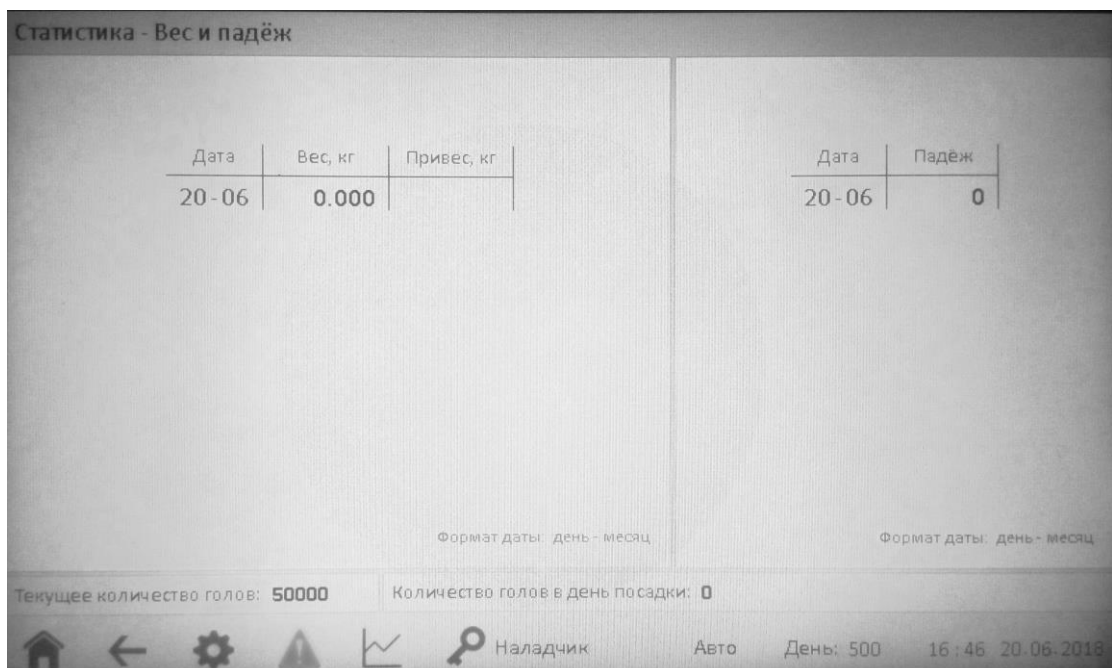 Статистика - Вес и падёж
Дата Вес, кг Привес, кг
20-06 0.000
Дата Падёж
20-06 0
Формат даты: день - месяц
Формат даты: день - месяц
Текущее количество голов: 50000 Количество голов в день посадки: 0
Наладчик Авто День: 500 16:46 20.06.2018